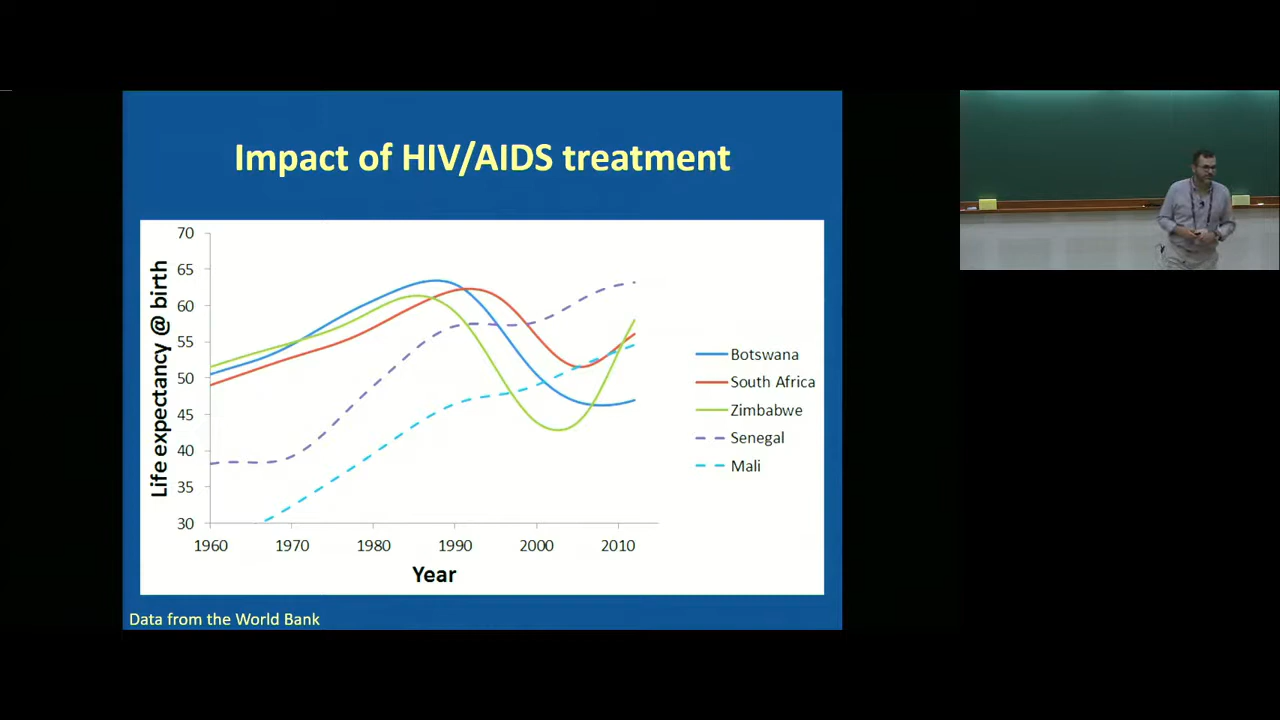 Impact of HIV/AIDS treatment
Life expectancy @ birth
70
65
60
55
50
45
40
35
30
1960 1970 1980 1990 2000 2010
Year
Botswana
South Africa
Zimbabwe
Senegal
Mali
Data from the World Bank